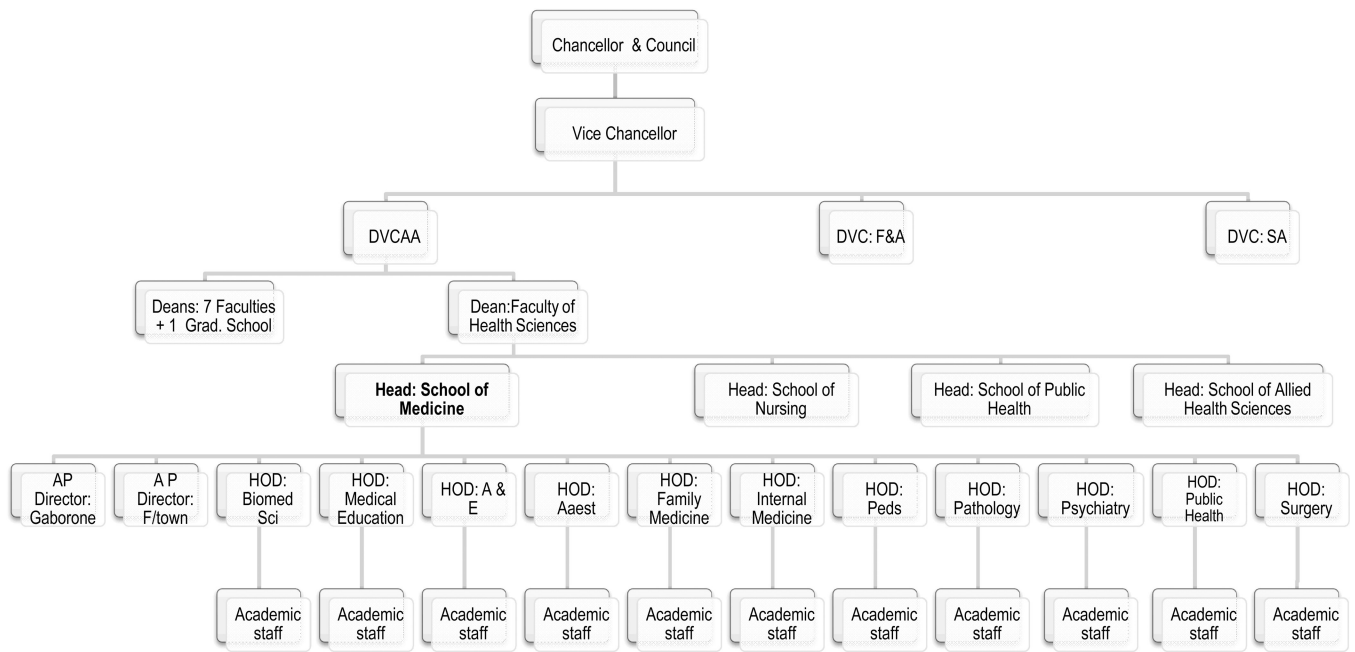 Chancellor & Council
Vice Chancellor
DVCAA
DVC: F&A
DVC: SA
Deans: 7 Faculties
+ 1 Grad. School
Dean:Faculty of
Health Sciences
Head: School of
Medicine
Head: School of
Nursing
Head: School of Public
Health
Head: School of Allied
Health Sciences
AP
Director:
Gaborone
A P
Director:
F/town
HOD:
Biomed
Sci
HOD:
Medical
Education
HOD: A &
E
HOD:
Aaest
HOD:
Family
Medicine
HOD:
Internal
Medicine
HOD:
Peds
HOD:
Pathology
HOD:
Psychiatry
HOD:
Public
Health
HOD:
Surgery
Academic
staff
Academic
staff
Academic
staff
Academic
staff
Academic
staff
Academic
staff
Academic
staff
Academic
staff
Academic
staff
Academic
staff
Academic
staff